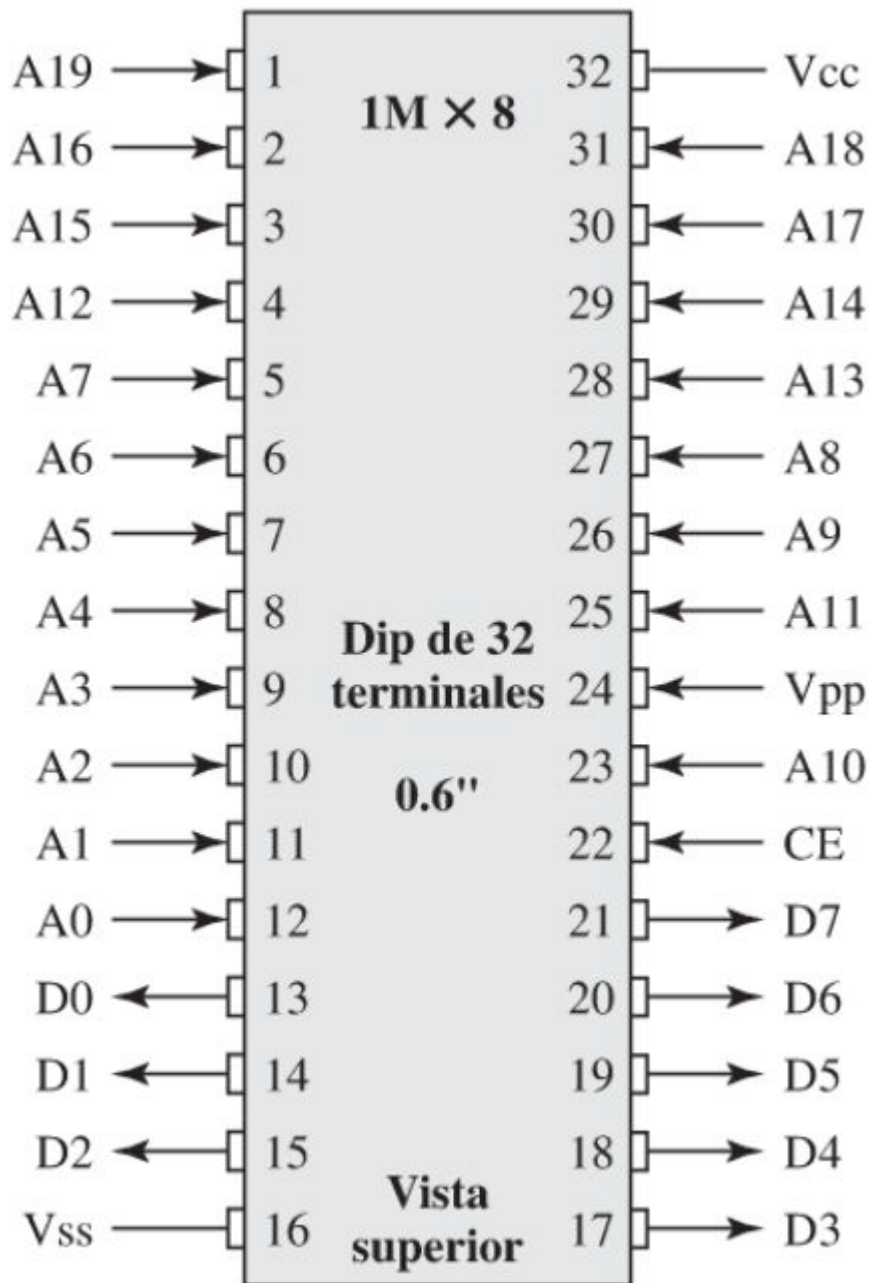 A19 1 32 Vcc
1M × 8
A16 2 31 A18
A15 3 30 A17
A12 4 29 A14
A7 5 28 A13
A6 6 27 A8
A5 7 26 A9
A4 8 25 A11
Dip de 32
terminales
A3 9 24 Vpp
A2 10 23 A10
0.6"
A1 11 22 CE
A0 12 21 D7
D0 13 20 D6
D1 14 19 D5
D2 15 18 D4
Vista
superior
Vss 16 17 D3